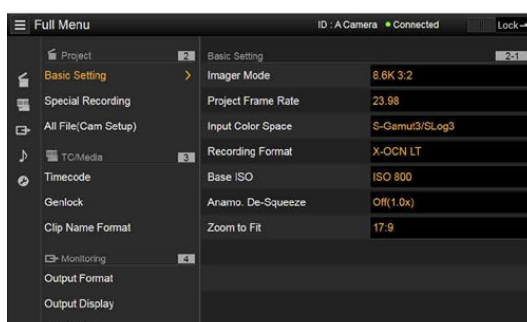 Full Menu
ID : A Camera
Connected
Lock
Project 2
Basic Setting
Special Recording
All File(Cam Setup)
TC/Media 3
Timecode
Genlock
Clip Name Format
Monitoring 4
Output Format
Output Display
Basic Setting 2-1
Imager Mode 8.6K 3:2
Project Frame Rate 23.98
Input Color Space S-Gamut3/SLog3
Recording Format X-OCN LT
Base ISO ISO 800
Anamo. De-Squeeze Off(1.0x)
Zoom to Fit 17:9